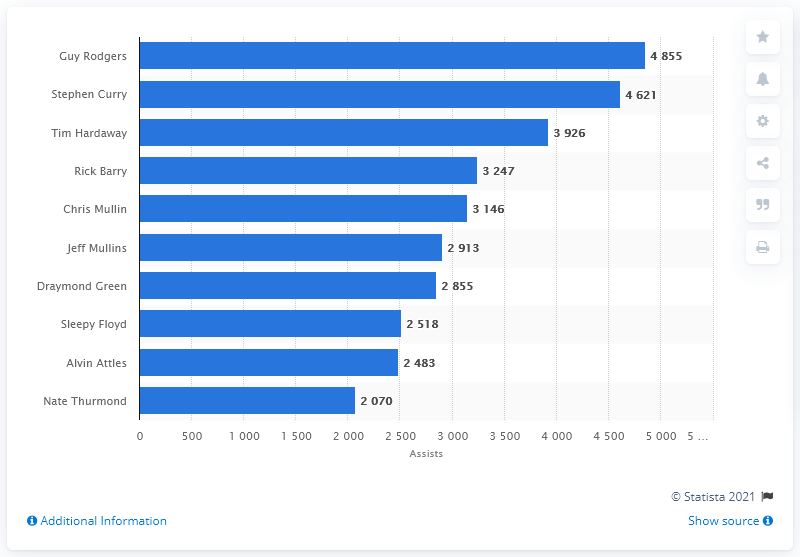 Guy Rodgers 4 855
Stephen Curry 4 621
Tim Hardaway 3 926
Rick Barry 3 247
Chris Mullin 3 146
Jeff Mullins 2 913
Draymond Green 2 855
Sleepy Floyd 2 518
Alvin Attles 2 483
Nate Thurmond 2 070
0 500 1 000 1 500 2 000 2 500 3 000 3 500 4 000 4 500 5 000 5 ...
Assists
© Statista 2021
Additional Information Show source